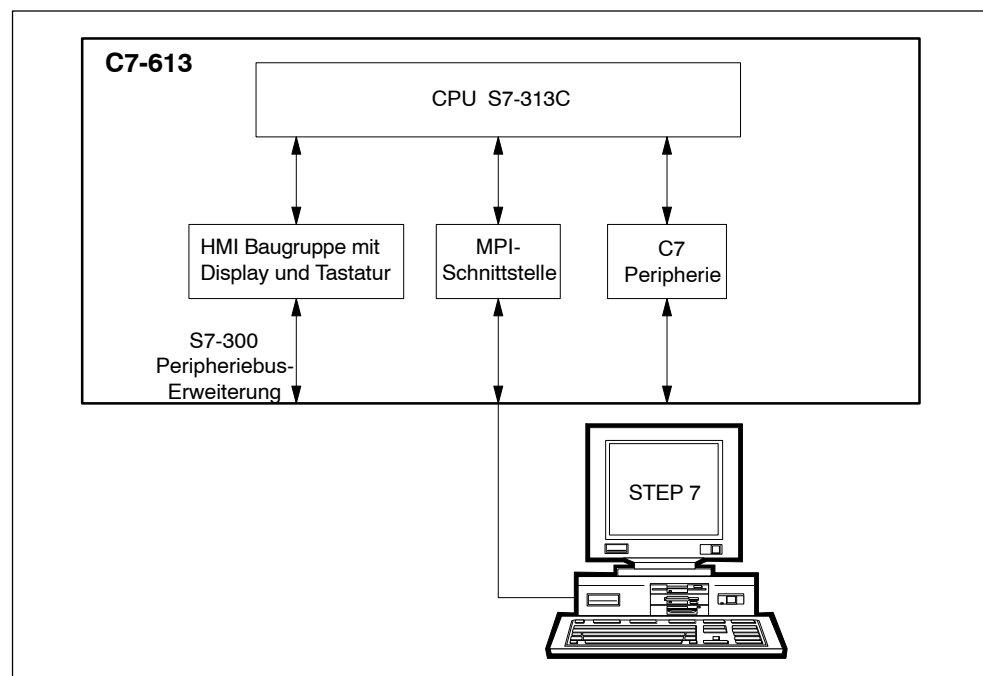 C7-613
CPU S7-313C
HMI Baugruppe mit
Display und Tastatur
MPI-
Schnittstelle
C7
Peripherie
S7-300
Peripheriebus-
Erweiterung
STEP 7